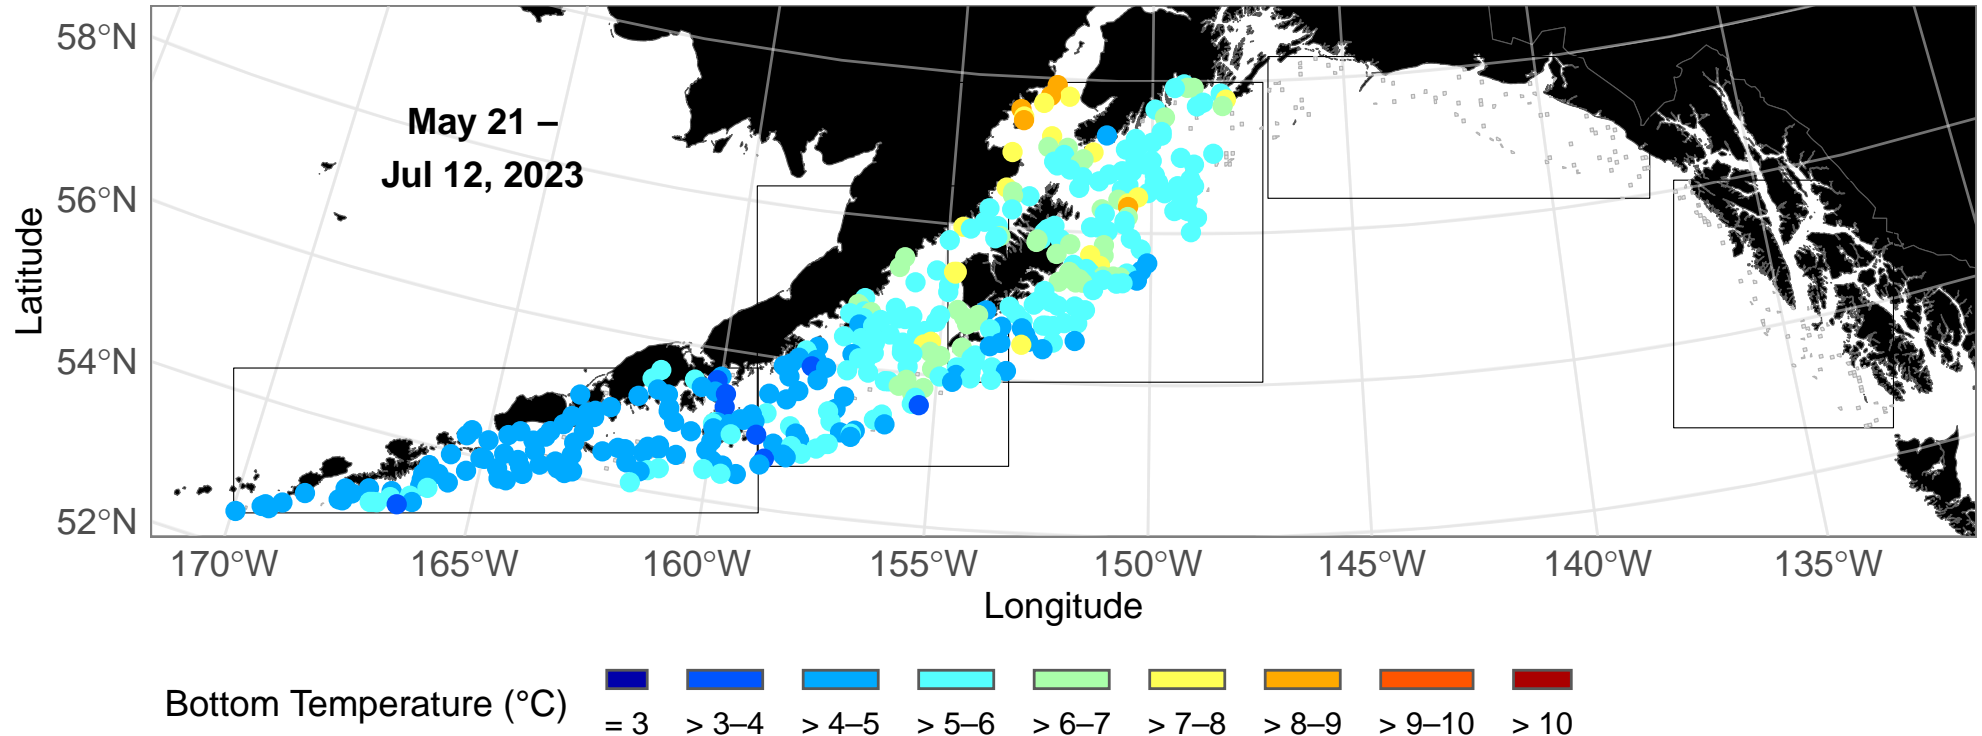 58°N
56°N
54°N
52°N
Latitude
May 21 –
Jul 12, 2023
170°W 165°W 160°W 155°W 150°W 145°W 140°W 135°W
Longitude
Bottom Temperature (°C)
= 3 > 3–4 > 4–5 > 5–6 > 6–7 > 7–8 > 8–9 > 9–10 > 10